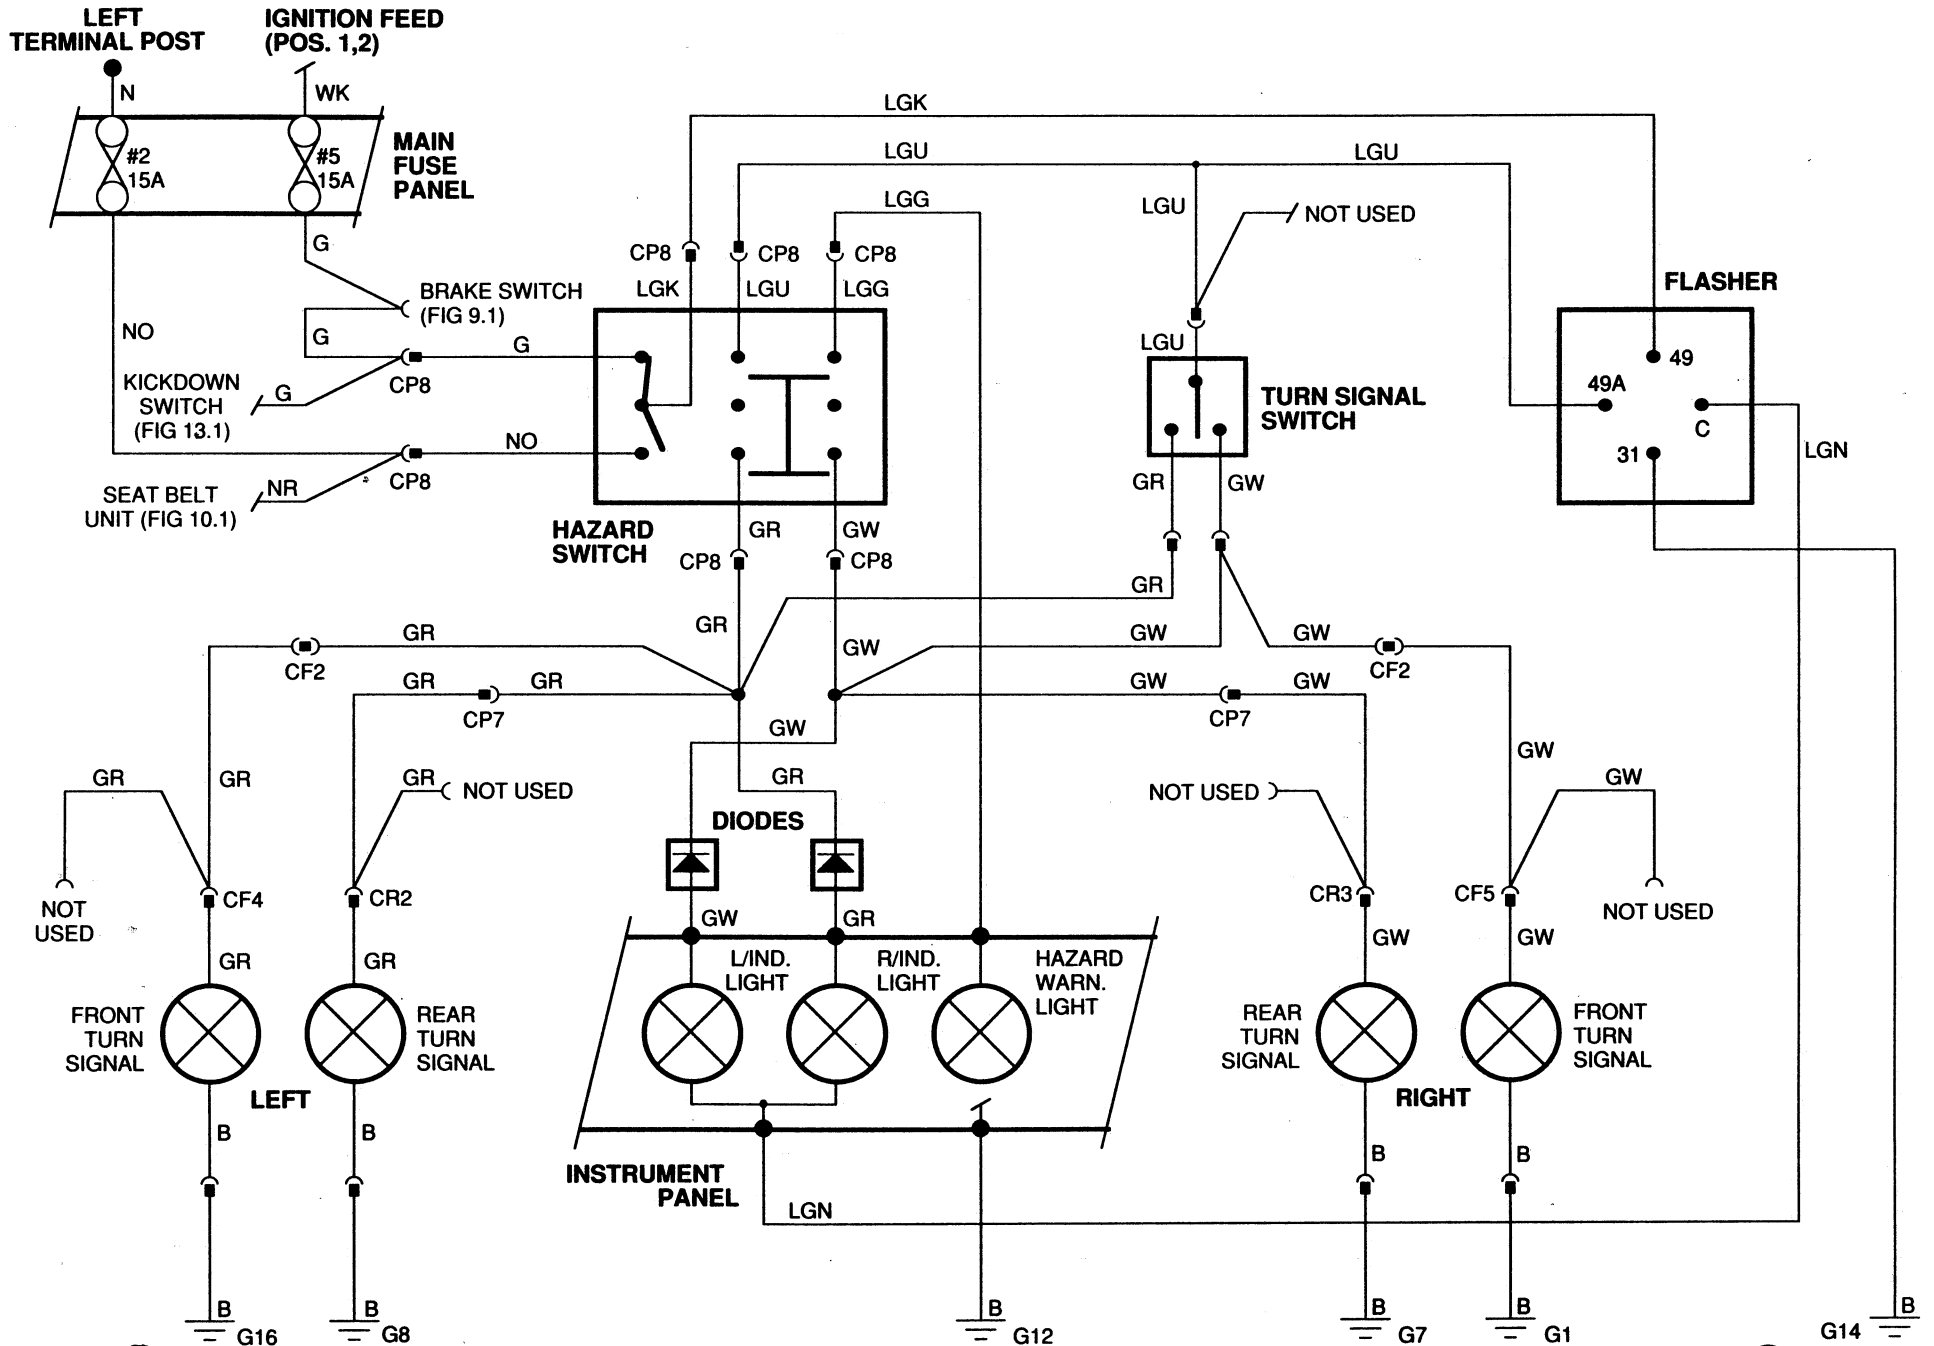 LEFT
TERMINAL POST
IGNITION FEED
(POS. 1,2)
N
WK
#2
15A
#5
15A
MAIN
FUSE
PANEL
G
NO
BRAKE SWITCH
(FIG 9.1)
G
G
CP8
KICKDOWN
SWITCH
(FIG 13.1)
G
NO
CP8
SEAT BELT
UNIT (FIG 10.1)
NR
LGK
LGU
LGU
LGG
CP8
CP8
CP8
LGK
LGU
LGG
HAZARD
SWITCH
GR
GW
CP8
CP8
LGU
NOT USED
LGU
TURN SIGNAL
SWITCH
GR
GW
FLASHER
49
49A
C
31
LGN
GR
GR
GW
GR
GW
GW
CF2
CF2
GR
GR
GW
GW
CP7
CP7
GW
GR
GR
GR
GR
NOT USED
NOT USED
GW
GW
DIODES
NOT
USED
CF4
CR2
CR3
CF5
NOT USED
GW
GR
GR
GR
GW
GW
L/IND.
LIGHT
R/IND.
LIGHT
HAZARD
WARN.
LIGHT
FRONT
TURN
SIGNAL
REAR
TURN
SIGNAL
REAR
TURN
SIGNAL
FRONT
TURN
SIGNAL
LEFT
RIGHT
B
B
B
B
INSTRUMENT
PANEL
LGN
B
B
B
B
B
B
G16
G8
G12
G7
G1
G14